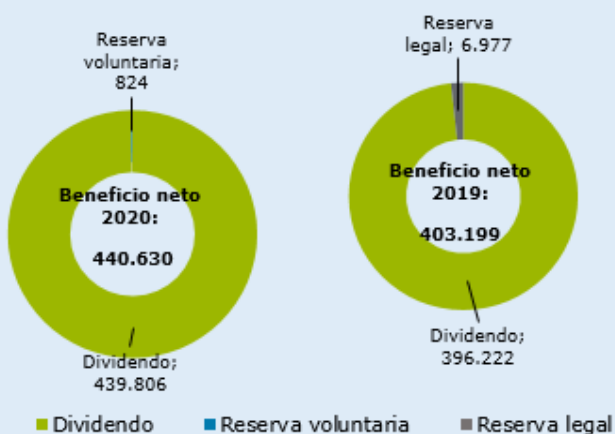 Reserva
voluntaria;
824
Beneficio neto
2020:
440.630
Dividendo;
439.806
Reserva
legal; 6.977
Beneficio neto
2019:
403.199
Dividendo;
396.222
Dividendo
Reserva voluntaria
Reserva legal